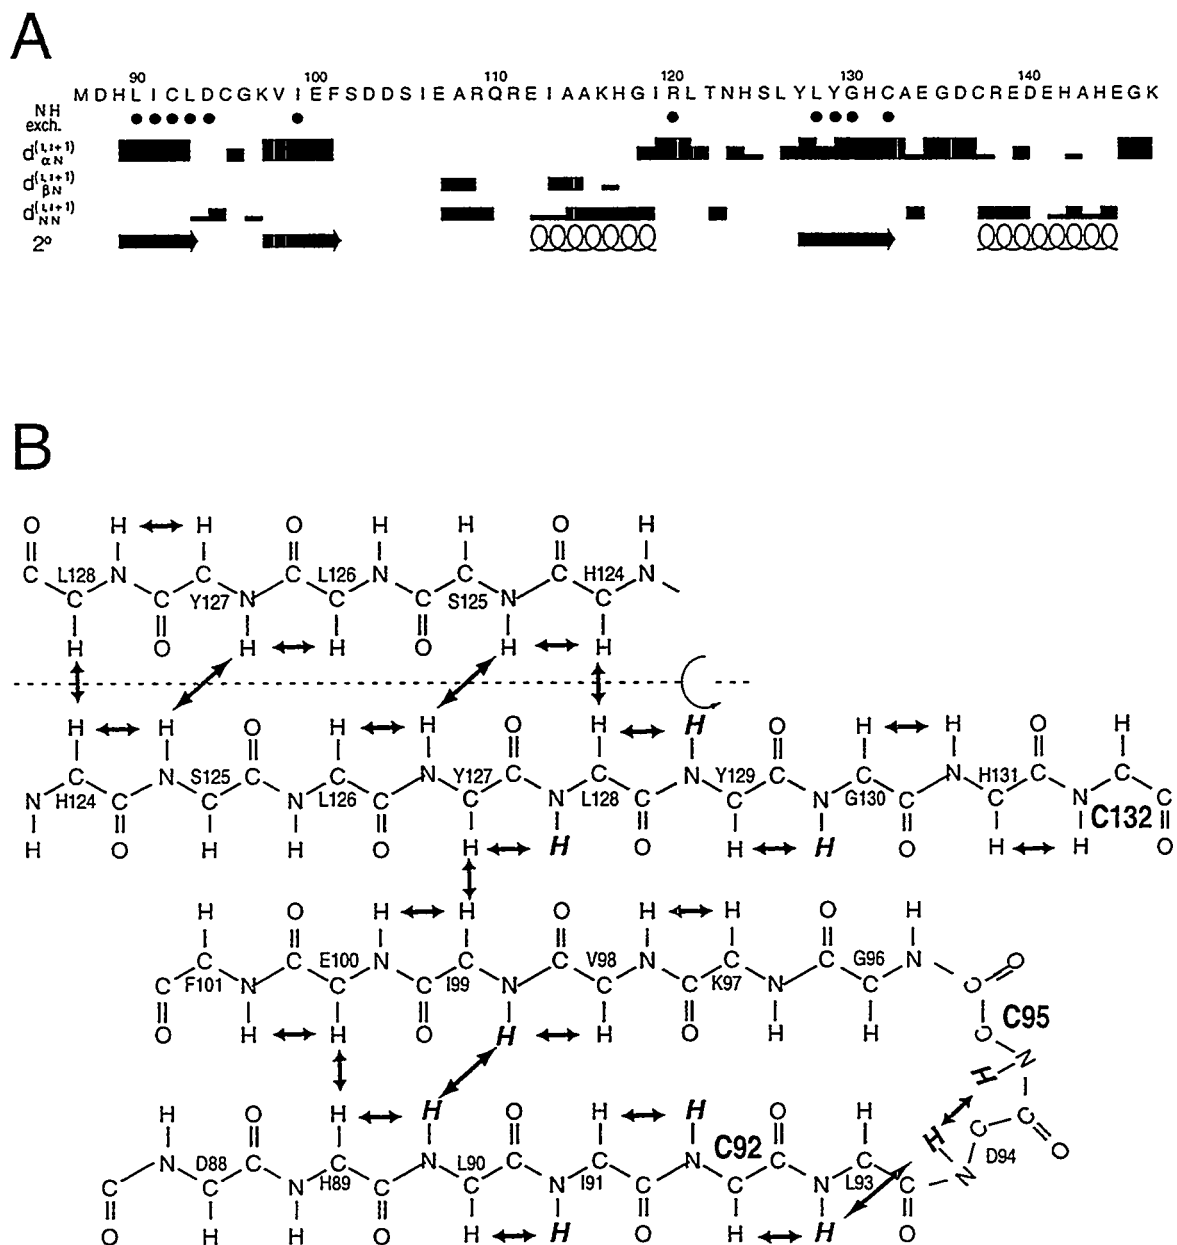 A
90 100 110 120 130 140
M D H L I C L D C G K V I E F S D D S I E A R Q R E I A A K H G I R L T N H S L Y L Y G H C A E G D C R E D E H A H E G K
NH
exch.
d(i,i+1)
αN
d(i,i+1)
βN
d(i,i+1)
NN
2º
B
O H H O H H O H
C L128 N C C L126 N C C H124 N
C C Y127 N C C S125 N C
H O H H O H H
H H O H H O H H O H H O H
C N S125 C C N Y127 C C N Y129 C C N H131 C C
N H124 C C N L126 C C N L128 C C N G130 C C N C132 C
H O H H O H H O H H O H H O
H O H H O H H O H
C C E100 N C C V98 N C C G96 N C O
C F101 N C C I99 N C C K97 N C
O H H O H H O H H C C95
H N
H O H H O H H O H H C C O
N D88 C C N L90 C C N C92 C C N D94
C C N H89 C C N I91 C C N L93 C
O H H O H H O H H O